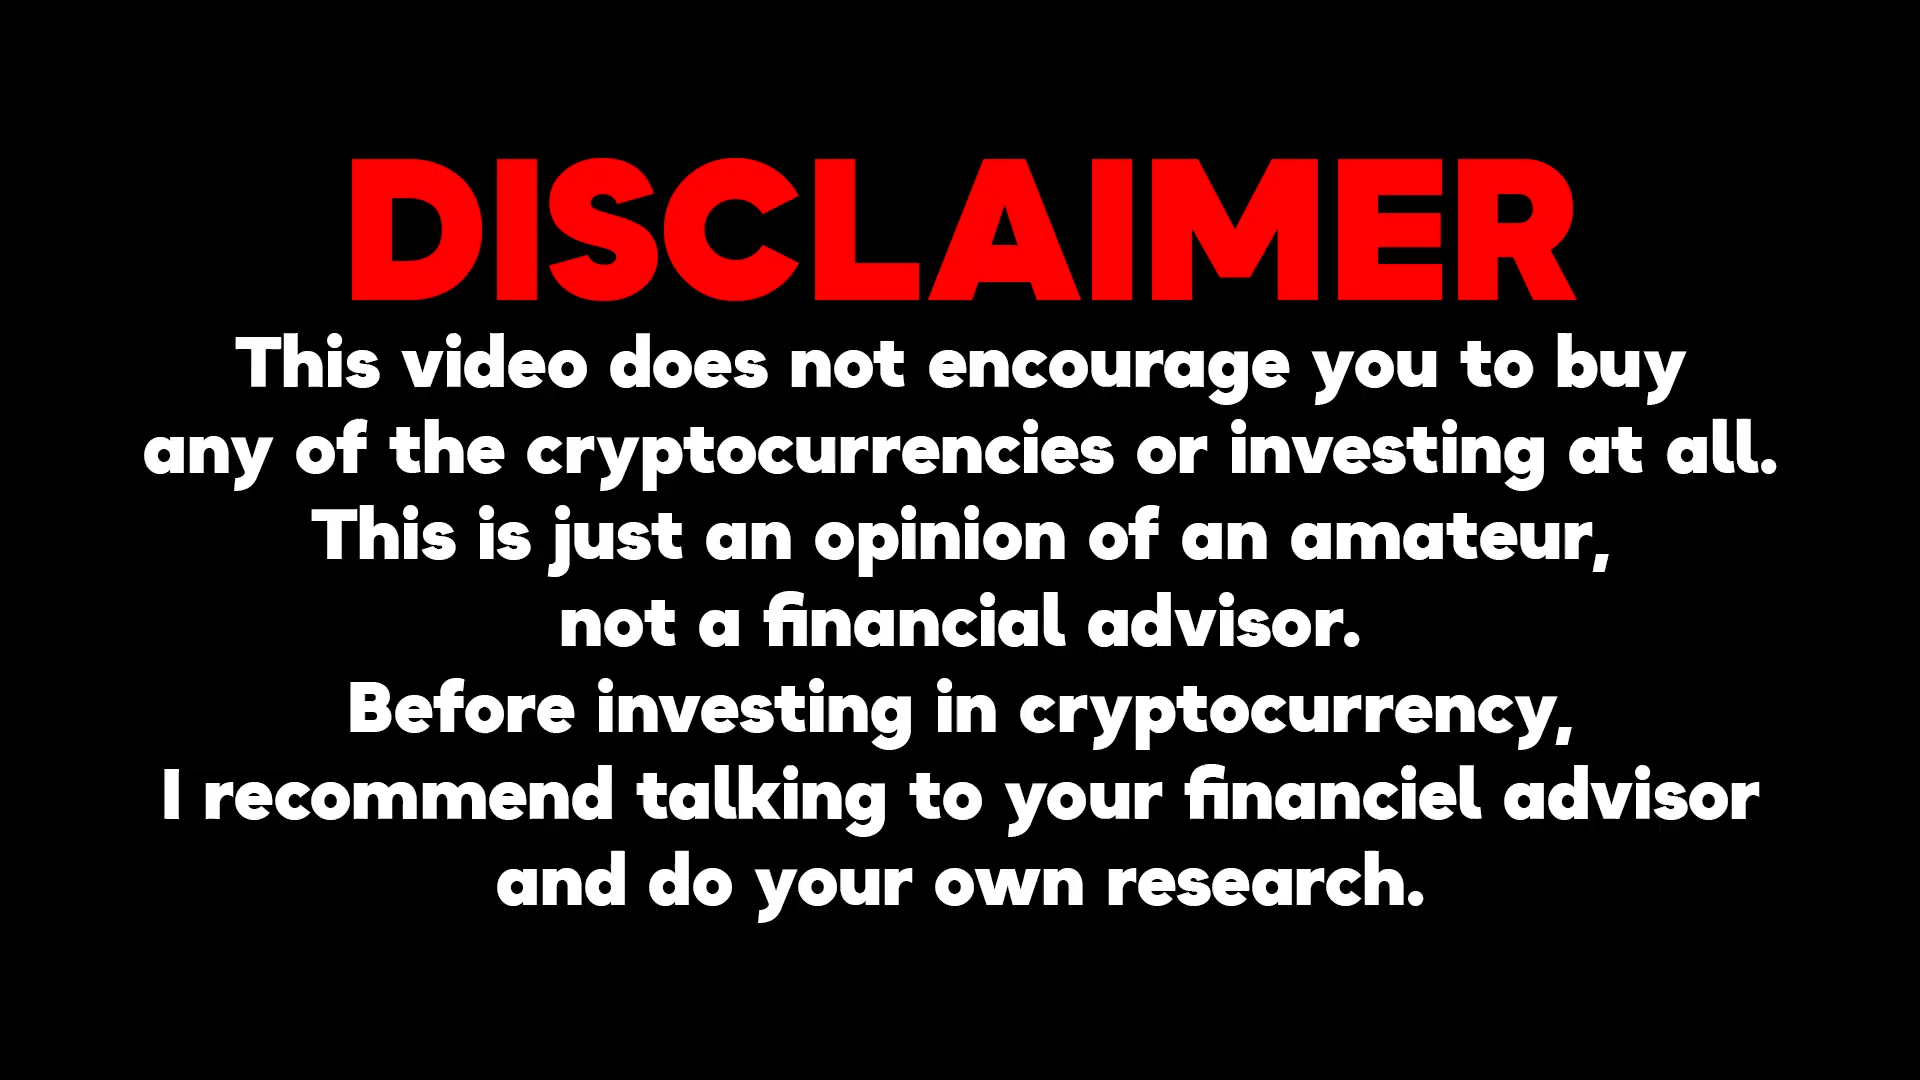 DISCLAIMER
This video does not encourage you to buy
any of the cryptocurrencies or investing at all.
This is just an opinion of an amateur,
not a financial advisor.
Before investing in cryptocurrency,
I recommend talking to your financiel advisor
and do your own research.